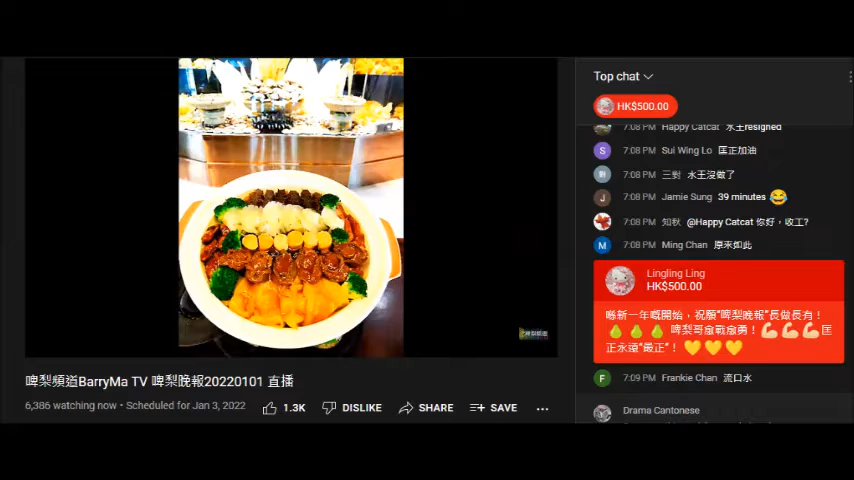 Top chat
HK$500.00
7:08 PM Happy Catcat 水王resigned
S 7:08 PM Sui Wing Lo 匡正加油
對 7:08 PM 三對 水王沒做了
J 7:08 PM Jamie Sung 39 minutes 😂
7:08 PM 知秋 @Happy Catcat 你好，收工?
M 7:08 PM Ming Chan 原來如此
Lingling Ling
HK$500.00
喺新一年嘅開始，祝願“啤梨晚報”長做長有！
🍐 🍐 🍐 啤梨哥愈戰愈勇！💪💪💪匡
正永遠“最正”！💛💛💛
F 7:09 PM Frankie Chan 流口水
Drama Cantonese
啤梨頻道
啤梨頻道BarryMa TV 啤梨晚報20220101 直播
6,386 watching now • Scheduled for Jan 3, 2022
1.3K
DISLIKE
SHARE
SAVE